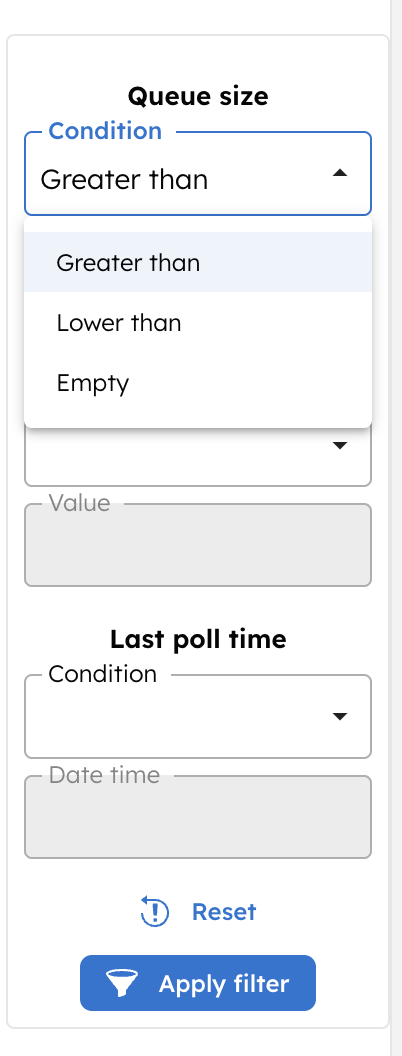 Queue size
Condition
Greater than
Greater than
Lower than
Empty
Value
Last poll time
Condition
Date time
Reset
Apply filter